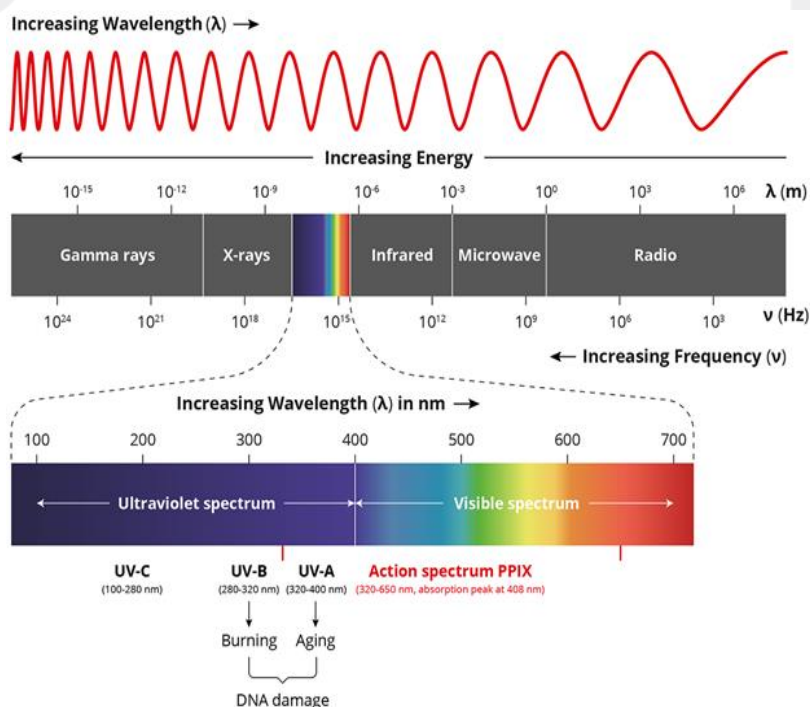 Increasing Wavelength (λ) →
← Increasing Energy
10⁻¹⁵ 10⁻¹² 10⁻⁹ 10⁻⁶ 10⁻³ 10⁰ 10³ 10⁶ λ (m)
Gamma rays X-rays Infrared Microwave Radio
10²⁴ 10²¹ 10¹⁸ 10¹⁵ 10¹² 10⁹ 10⁶ 10³ ν (Hz)
← Increasing Frequency (ν)
Increasing Wavelength (λ) in nm →
100 200 300 400 500 600 700
Ultraviolet spectrum Visible spectrum
UV-C UV-B UV-A Action spectrum PPIX
(100-280 nm) (280-320 nm) (320-400 nm) (320-650 nm, absorption peak at 408 nm)
Burning Aging
DNA damage